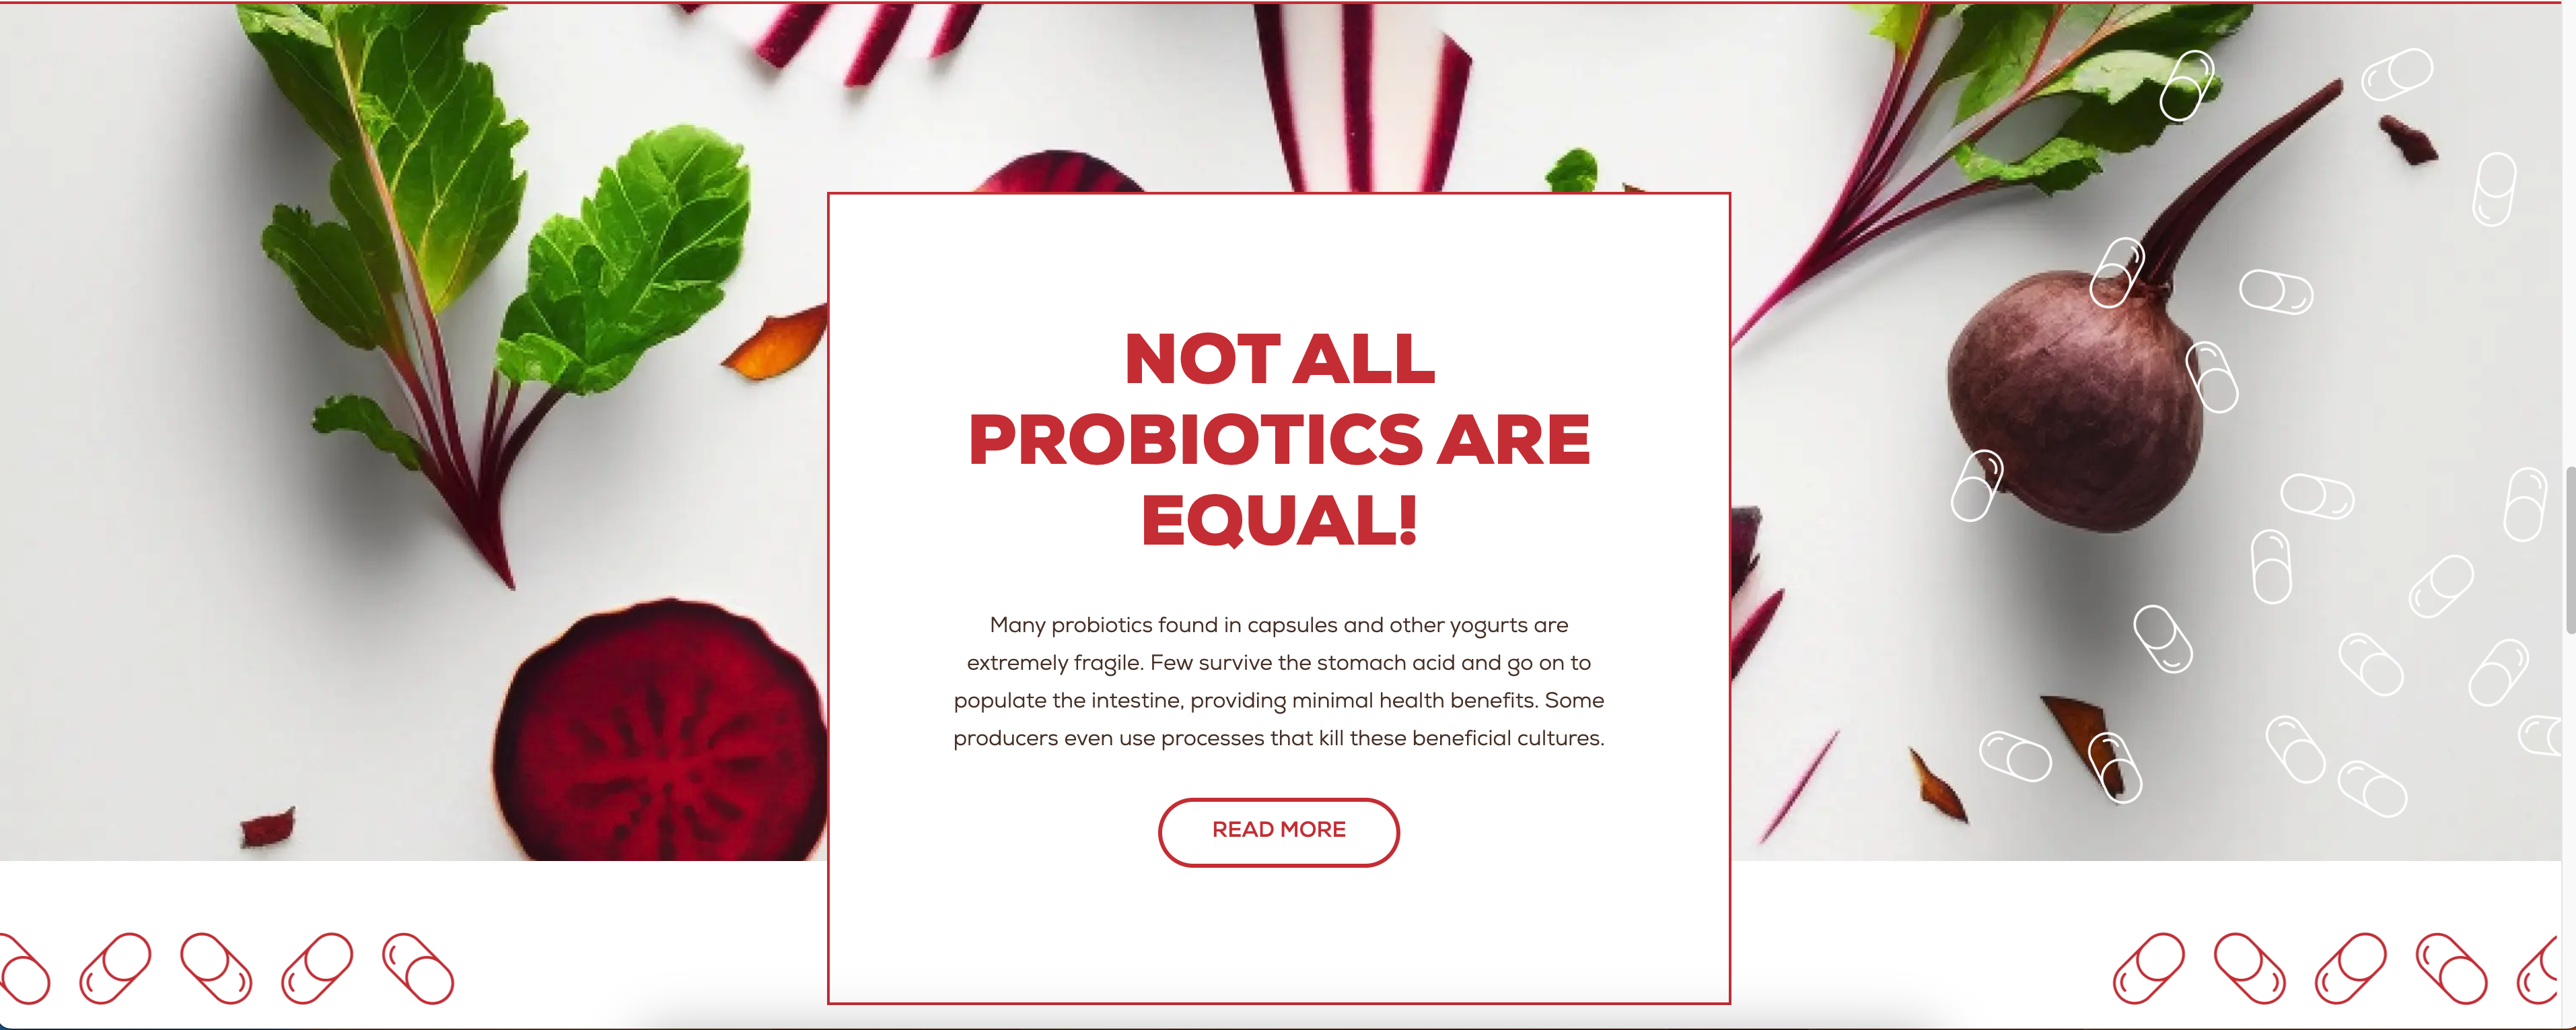 NOT ALL
PROBIOTICS ARE
EQUAL!
Many probiotics found in capsules and other yogurts are
extremely fragile. Few survive the stomach acid and go on to
populate the intestine, providing minimal health benefits. Some
producers even use processes that kill these beneficial cultures.
READ MORE